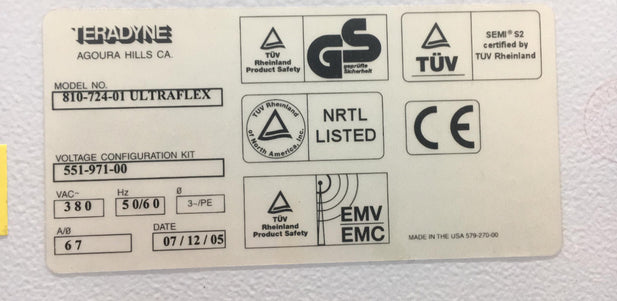 TERADYNE
AGOURA HILLS CA.
MODEL NO.
810-724-01 ULTRAFLEX
VOLTAGE CONFIGURATION KIT
551-971-00
VAC~ Hz Ø
380 50/60 3~/PE
A/Ø DATE
67 07/12/05
TÜV
Rheinland
Product Safety
GS
geprüfte
Sicherheit
TÜV
SEMI® S2
certified by
TUV Rheinland
TUV Rheinland
of North America, Inc.
NRTL
LISTED
CE
TÜV
Rheinland
Product Safety
EMV
EMC
MADE IN THE USA 579-270-00